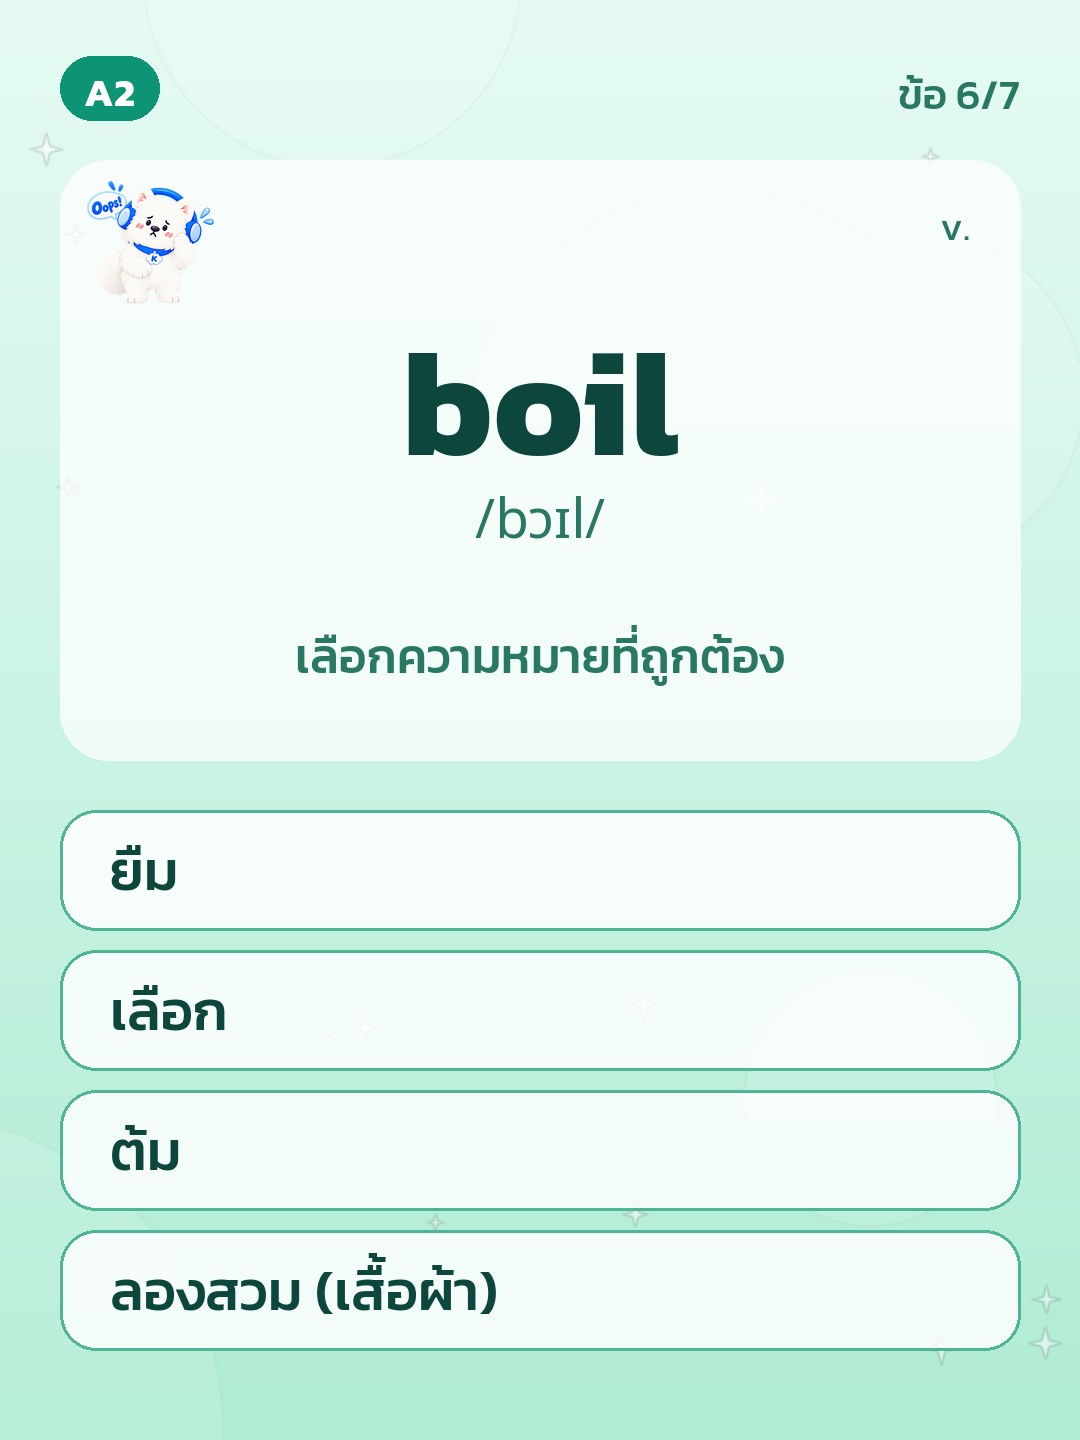 A2
ข้อ 6/7
Oops!
v.
K
boil
/bɔɪl/
เลือกความหมายที่ถูกต้อง
ยืม
เลือก
ต้ม
ลองสวม (เสื้อผ้า)